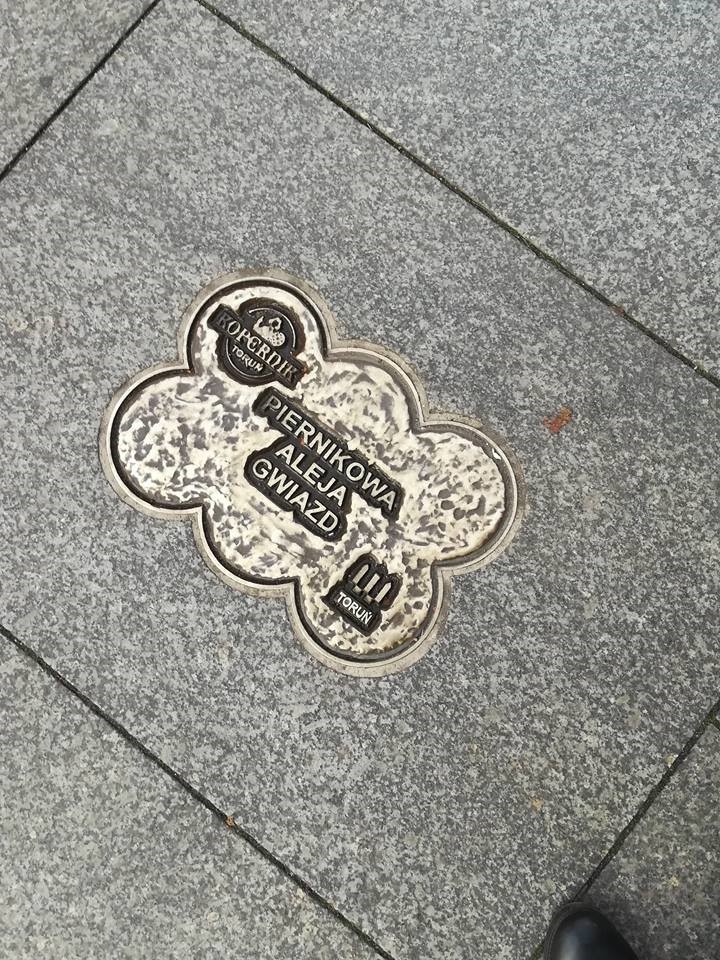 KOPERNIK
TORUŃ
PIERNIKOWA
ALEJA
GWIAZD
TORUŃ